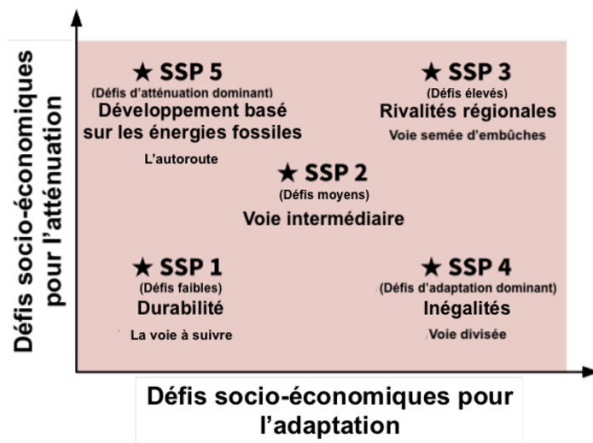 Défis socio-économiques
pour l'atténuation
★ SSP 5
(Défis d'atténuation dominant)
Développement basé
sur les énergies fossiles
L'autoroute
★ SSP 3
(Défis élevés)
Rivalités régionales
Voie semée d'embûches
★ SSP 2
(Défis moyens)
Voie intermédiaire
★ SSP 1
(Défis faibles)
Durabilité
La voie à suivre
★ SSP 4
(Défis d'adaptation dominant)
Inégalités
Voie divisée
Défis socio-économiques pour
l'adaptation